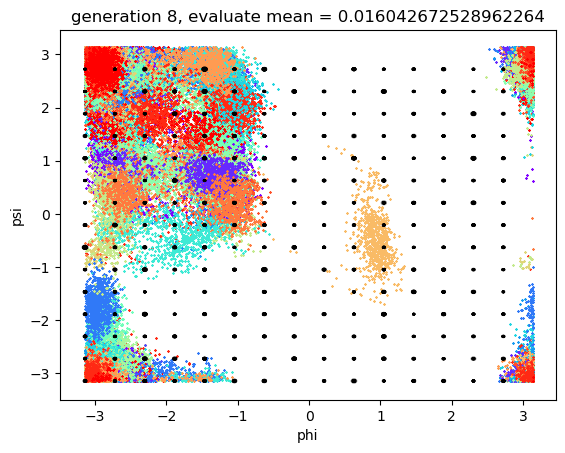 generation 8, evaluate mean = 0.016042672528962264
3
2
1
0
−1
−2
−3
psi
−3 −2 −1 0 1 2 3
phi